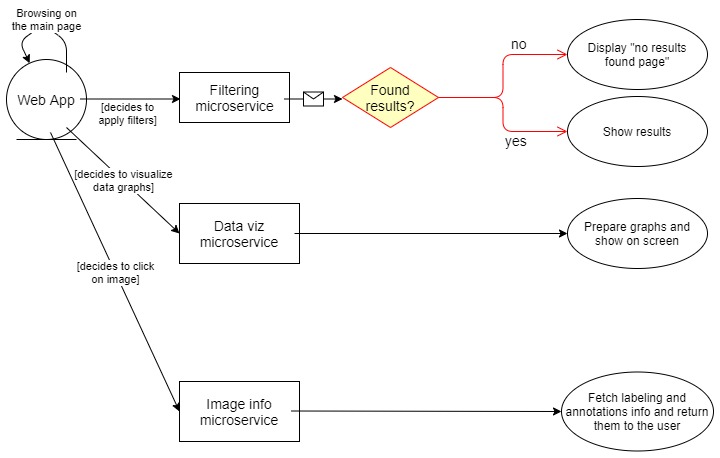 Browsing on
the main page
Web App
[decides to
apply filters]
Filtering
microservice
Found
results?
no
Display "no results
found page"
yes
Show results
[decides to visualize
data graphs]
Data viz
microservice
Prepare graphs and
show on screen
[decides to click
on image]
Image info
microservice
Fetch labeling and
annotations info and return
them to the user